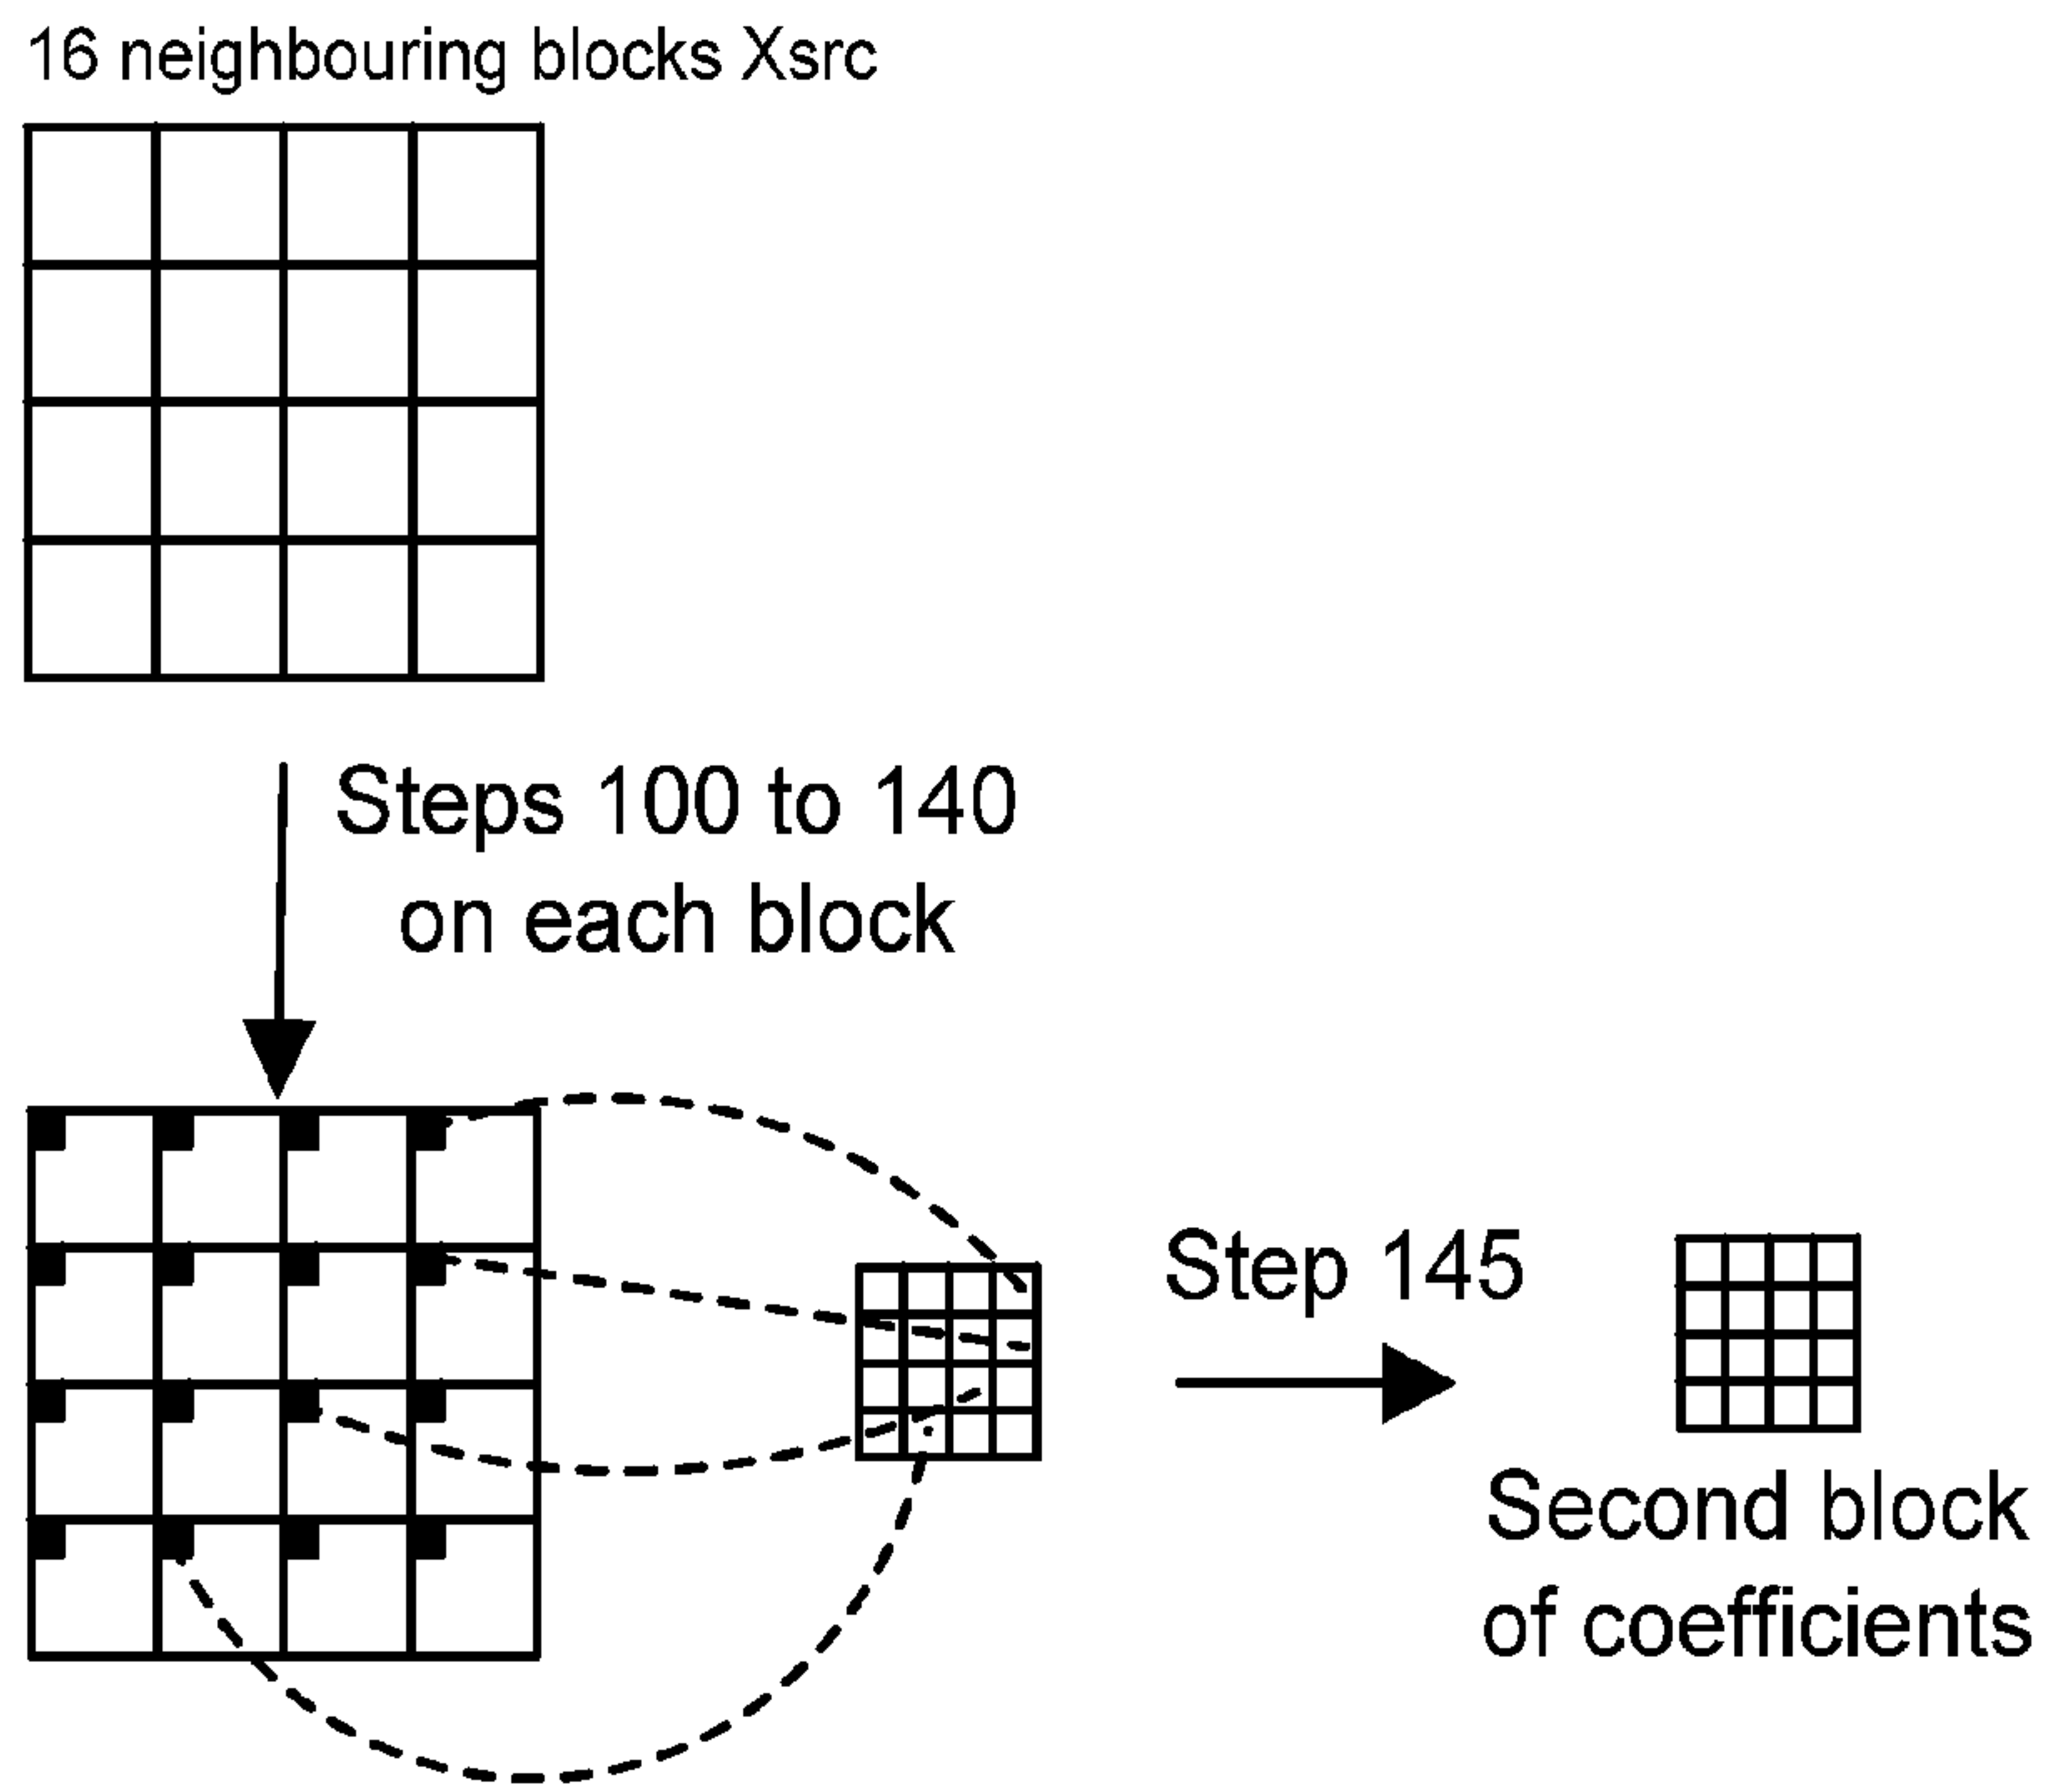 16 neighbouring blocks Xsrc
Steps 100 to 140
on each block
Step 145
Second block
of coefficients